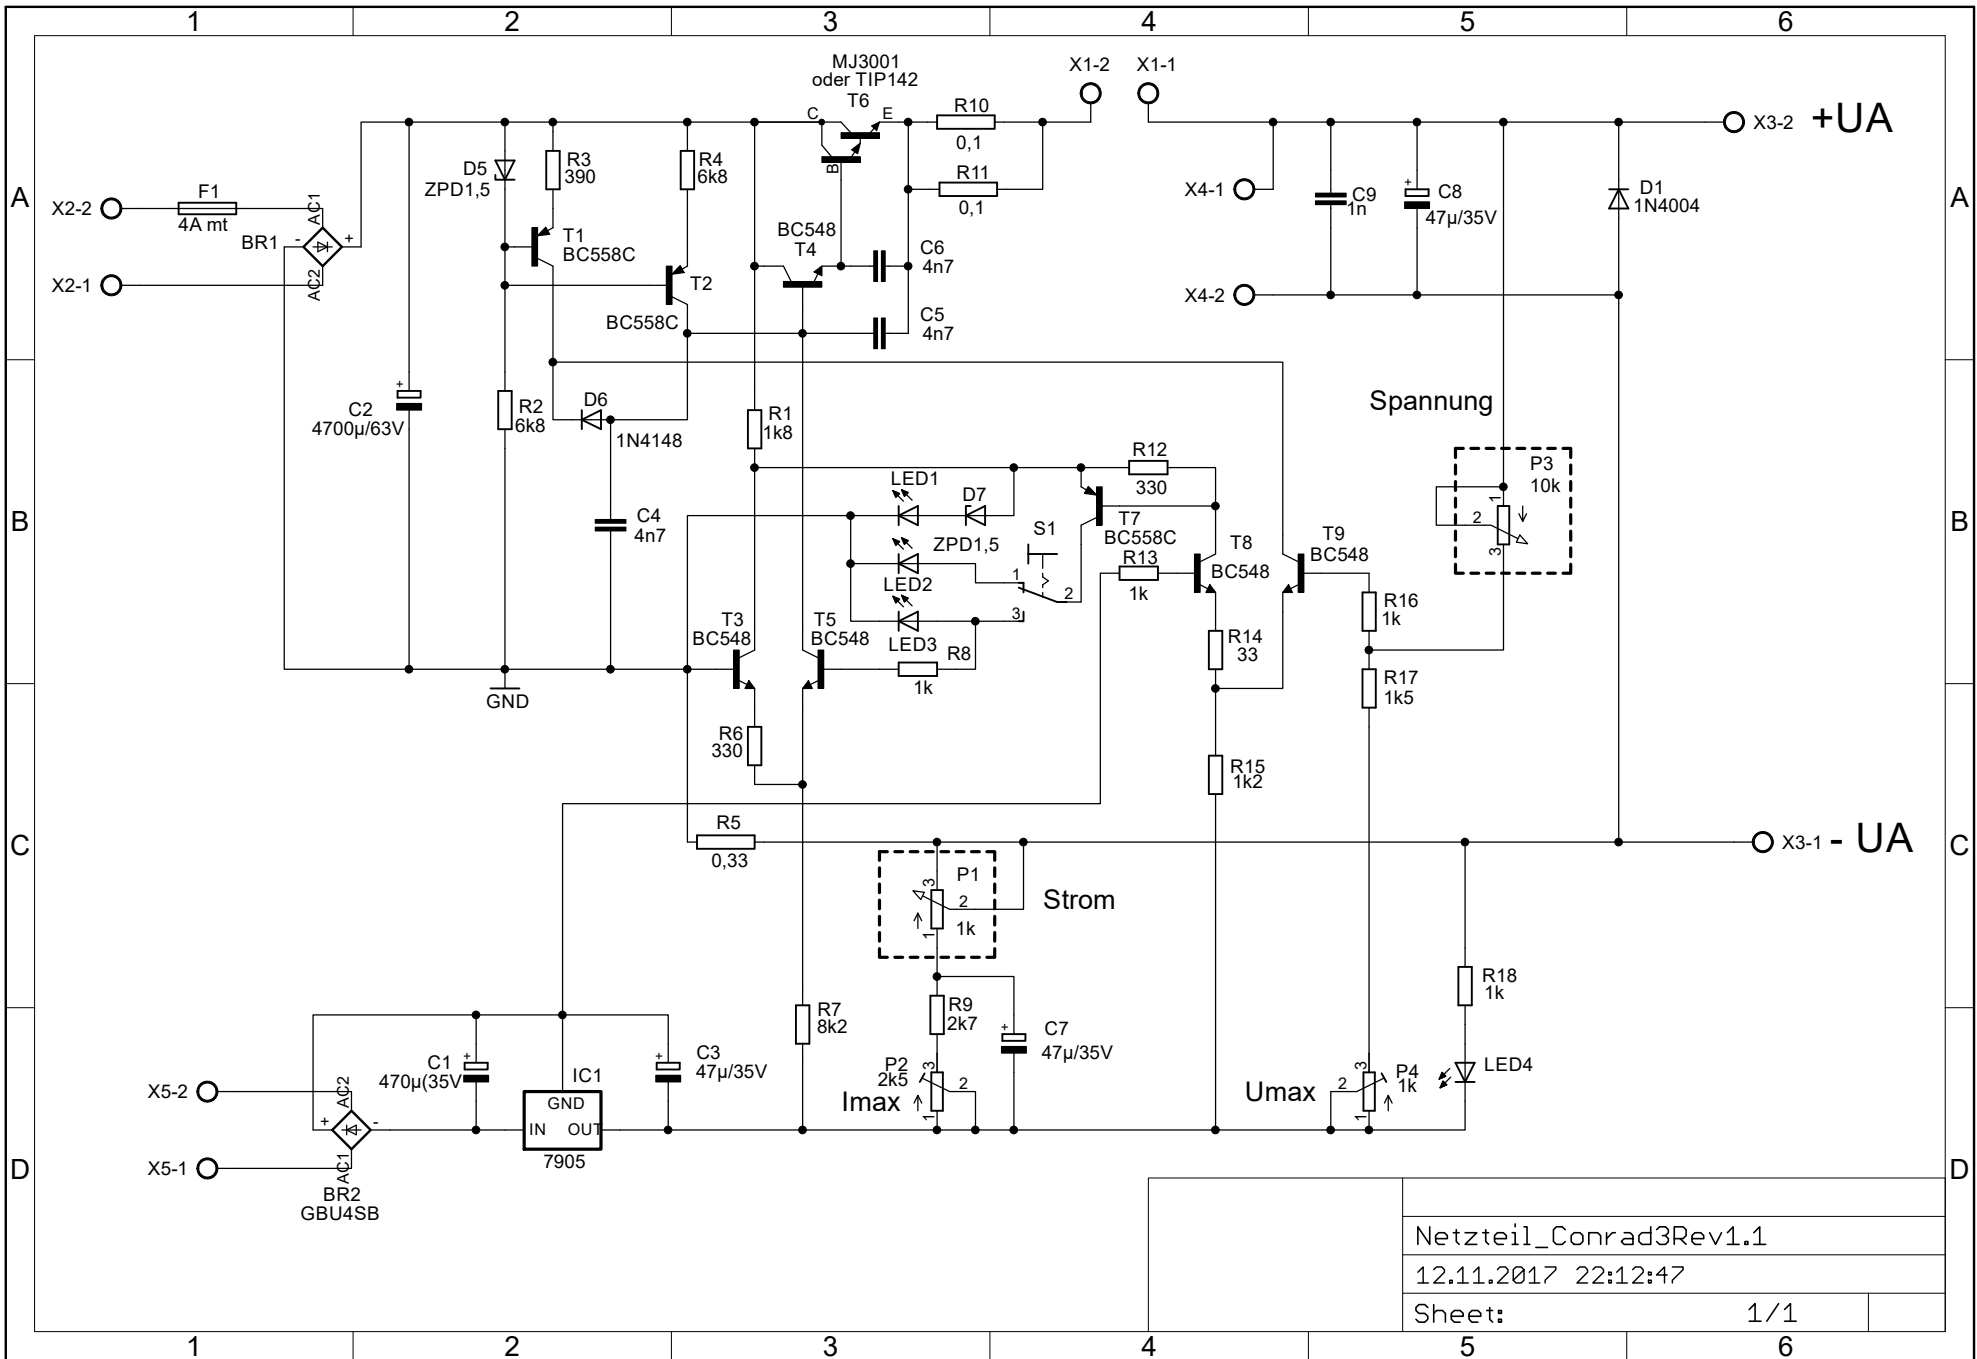 1 2 3 4 5 6
MJ3001
oder TIP142
T6
X1-2 X1-1
C E
B
R10
0,1
R11
0,1
X3-2 +UA
A A
X2-2
F1
4A mt
X2-1
BR1
AC1
AC2
- +
D5
ZPD1,5
R3
390
R4
6k8
T1
BC558C
T2
BC558C
BC548
T4
C6
4n7
C5
4n7
X4-1
X4-2
C9
1n
+
C8
47µ/35V
D1
1N4004
B B
+
C2
4700µ/63V
R2
6k8
D6
1N4148
C4
4n7
R1
1k8
LED1
D7
ZPD1,5
LED2
LED3
S1
1
2
3
R12
330
T7
BC558C
R13
1k
T8
BC548
T9
BC548
Spannung
P3
10k
1
2
3
R16
1k
R17
1k5
R14
33
T3
BC548
T5
BC548
R8
1k
GND
R6
330
R15
1k2
C C
R5
0,33
X3-1 - UA
P1
1k
3
2
1
Strom
R18
1k
R7
8k2
R9
2k7
+
C7
47µ/35V
P2
2k5
3
2
1
Imax
Umax
P4
1k
3
2
1
LED4
X5-2
X5-1
AC2
AC1
+ -
BR2
GBU4SB
+
C1
470µ(35V
IC1
GND
IN OUT
7905
+
C3
47µ/35V
D D
Netzteil_Conrad3Rev1.1
12.11.2017 22:12:47
Sheet: 1/1
1 2 3 4 5 6